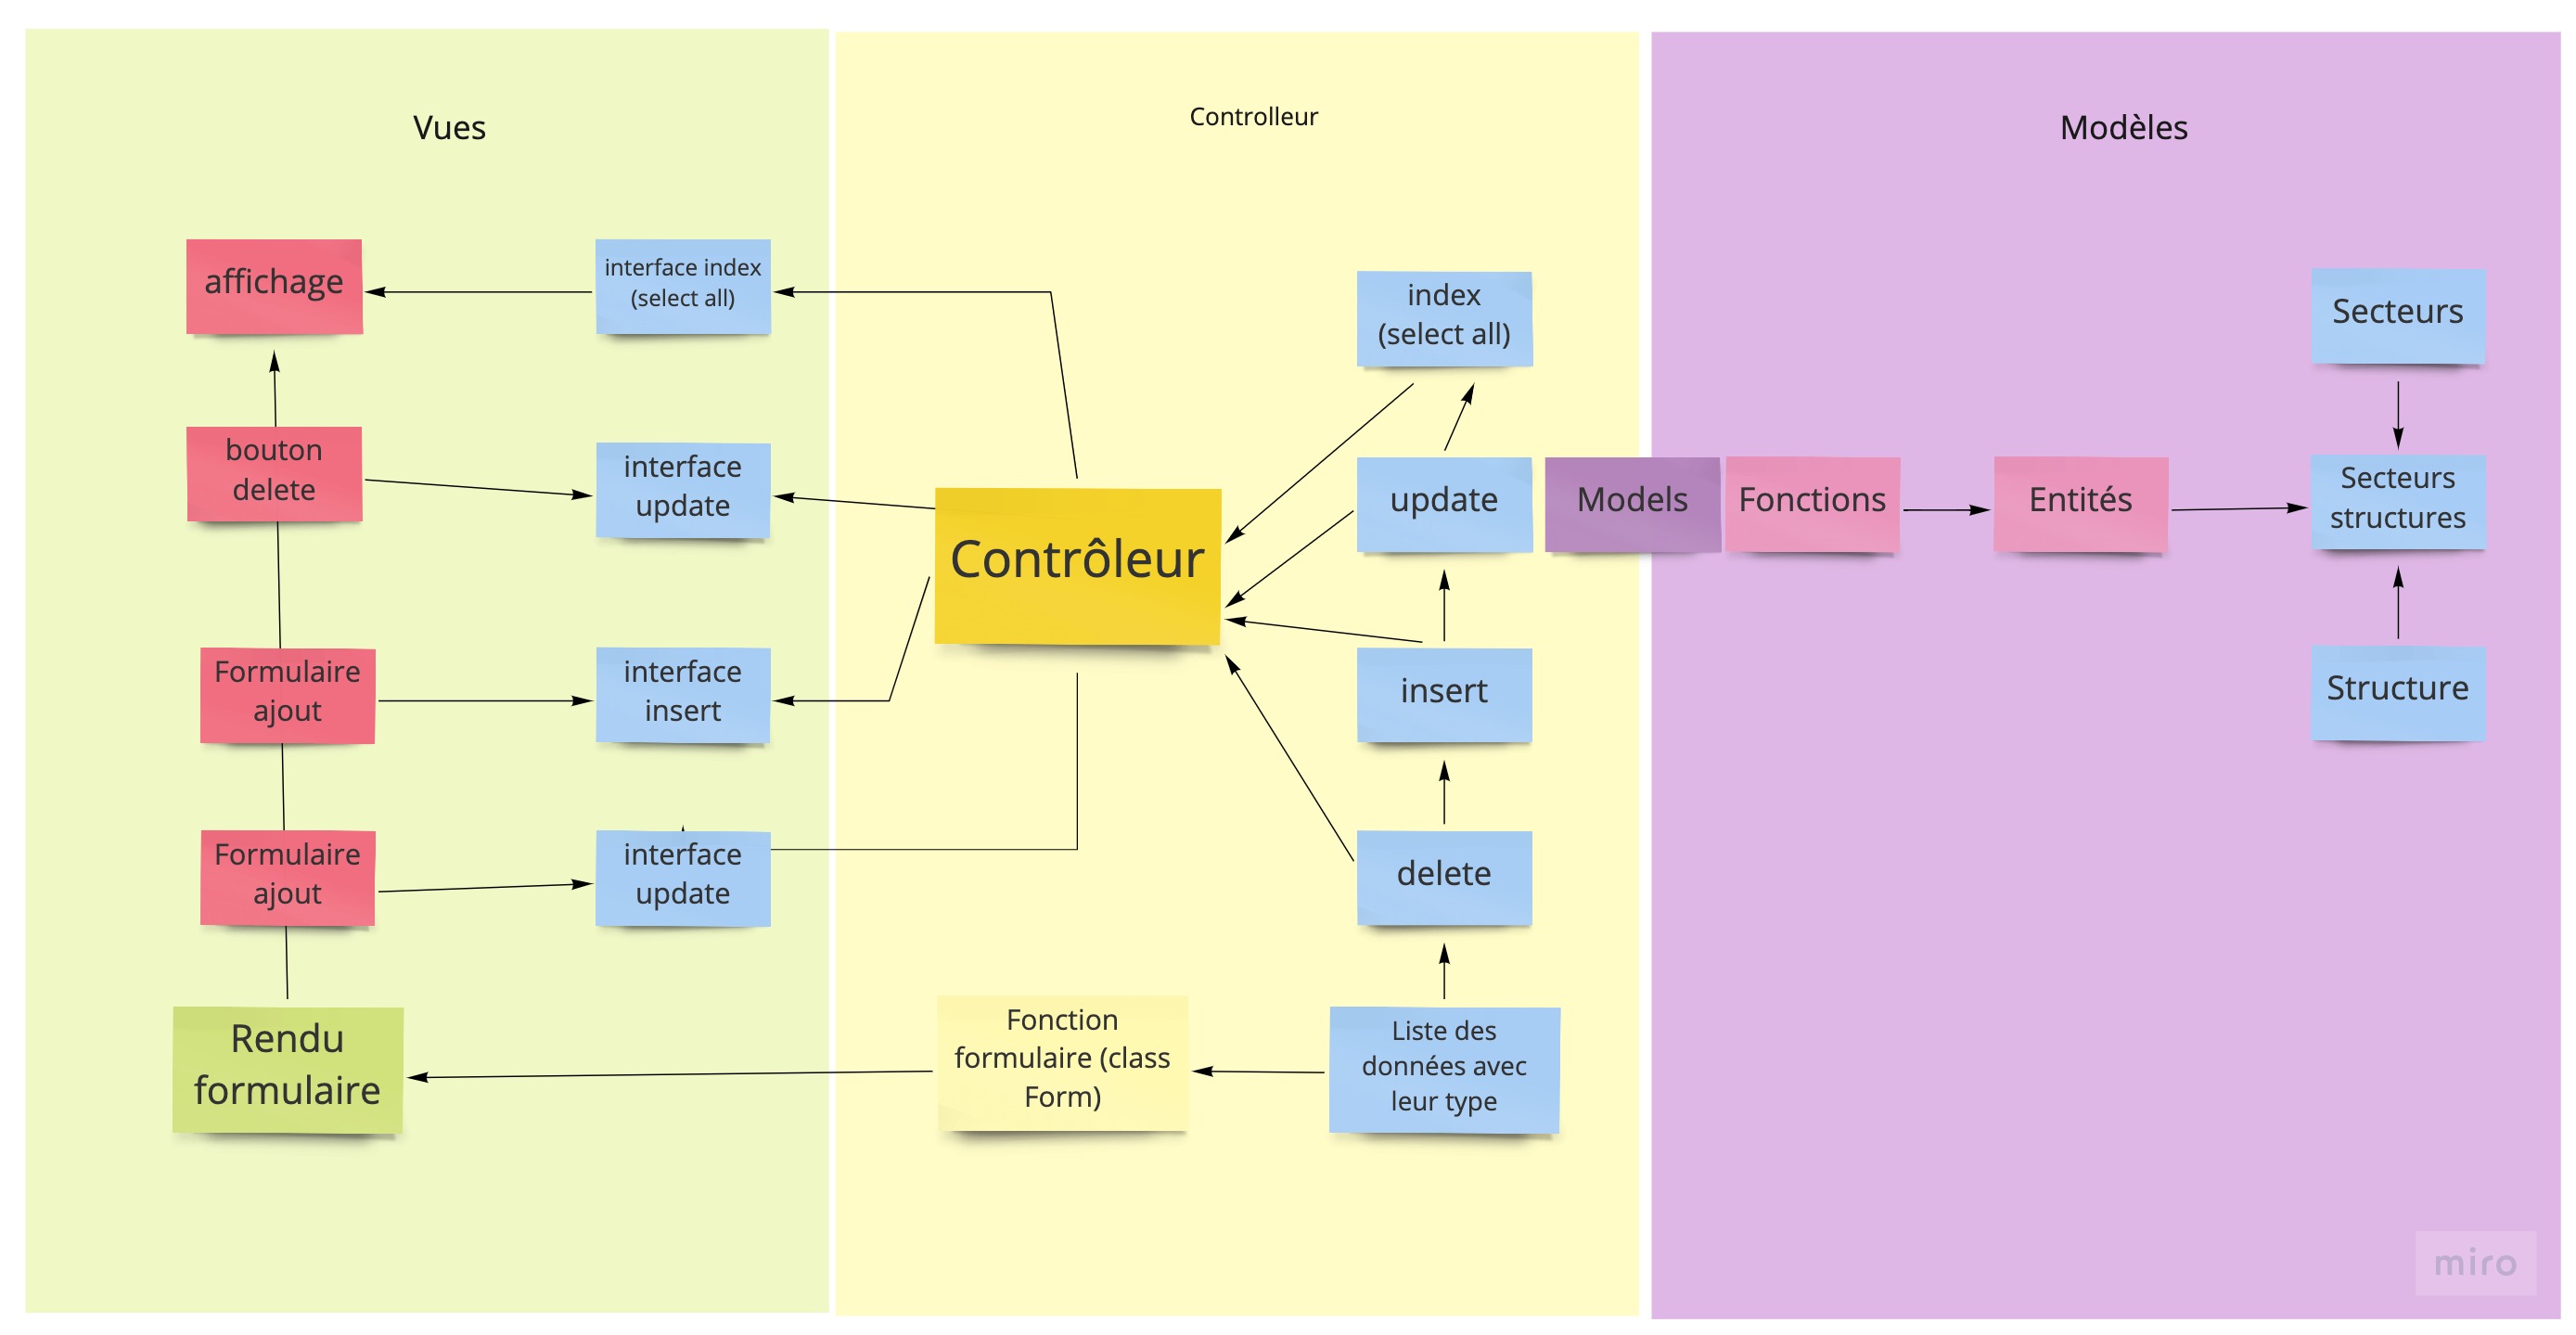 Vues
affichage
interface index
(select all)
bouton
delete
interface
update
Formulaire
ajout
interface
insert
Formulaire
ajout
interface
update
Rendu
formulaire
Controlleur
Contrôleur
index
(select all)
update
insert
delete
Fonction
formulaire (class
Form)
Liste des
données avec
leur type
Modèles
Models
Fonctions
Entités
Secteurs
Secteurs
structures
Structure
miro